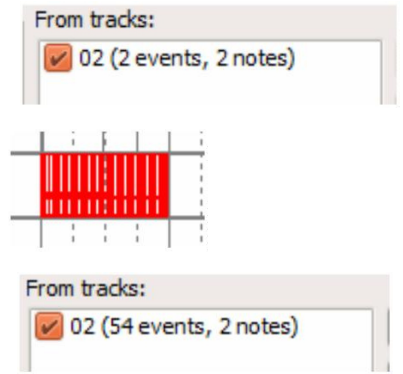 From tracks:
02 (2 events, 2 notes)
From tracks:
02 (54 events, 2 notes)